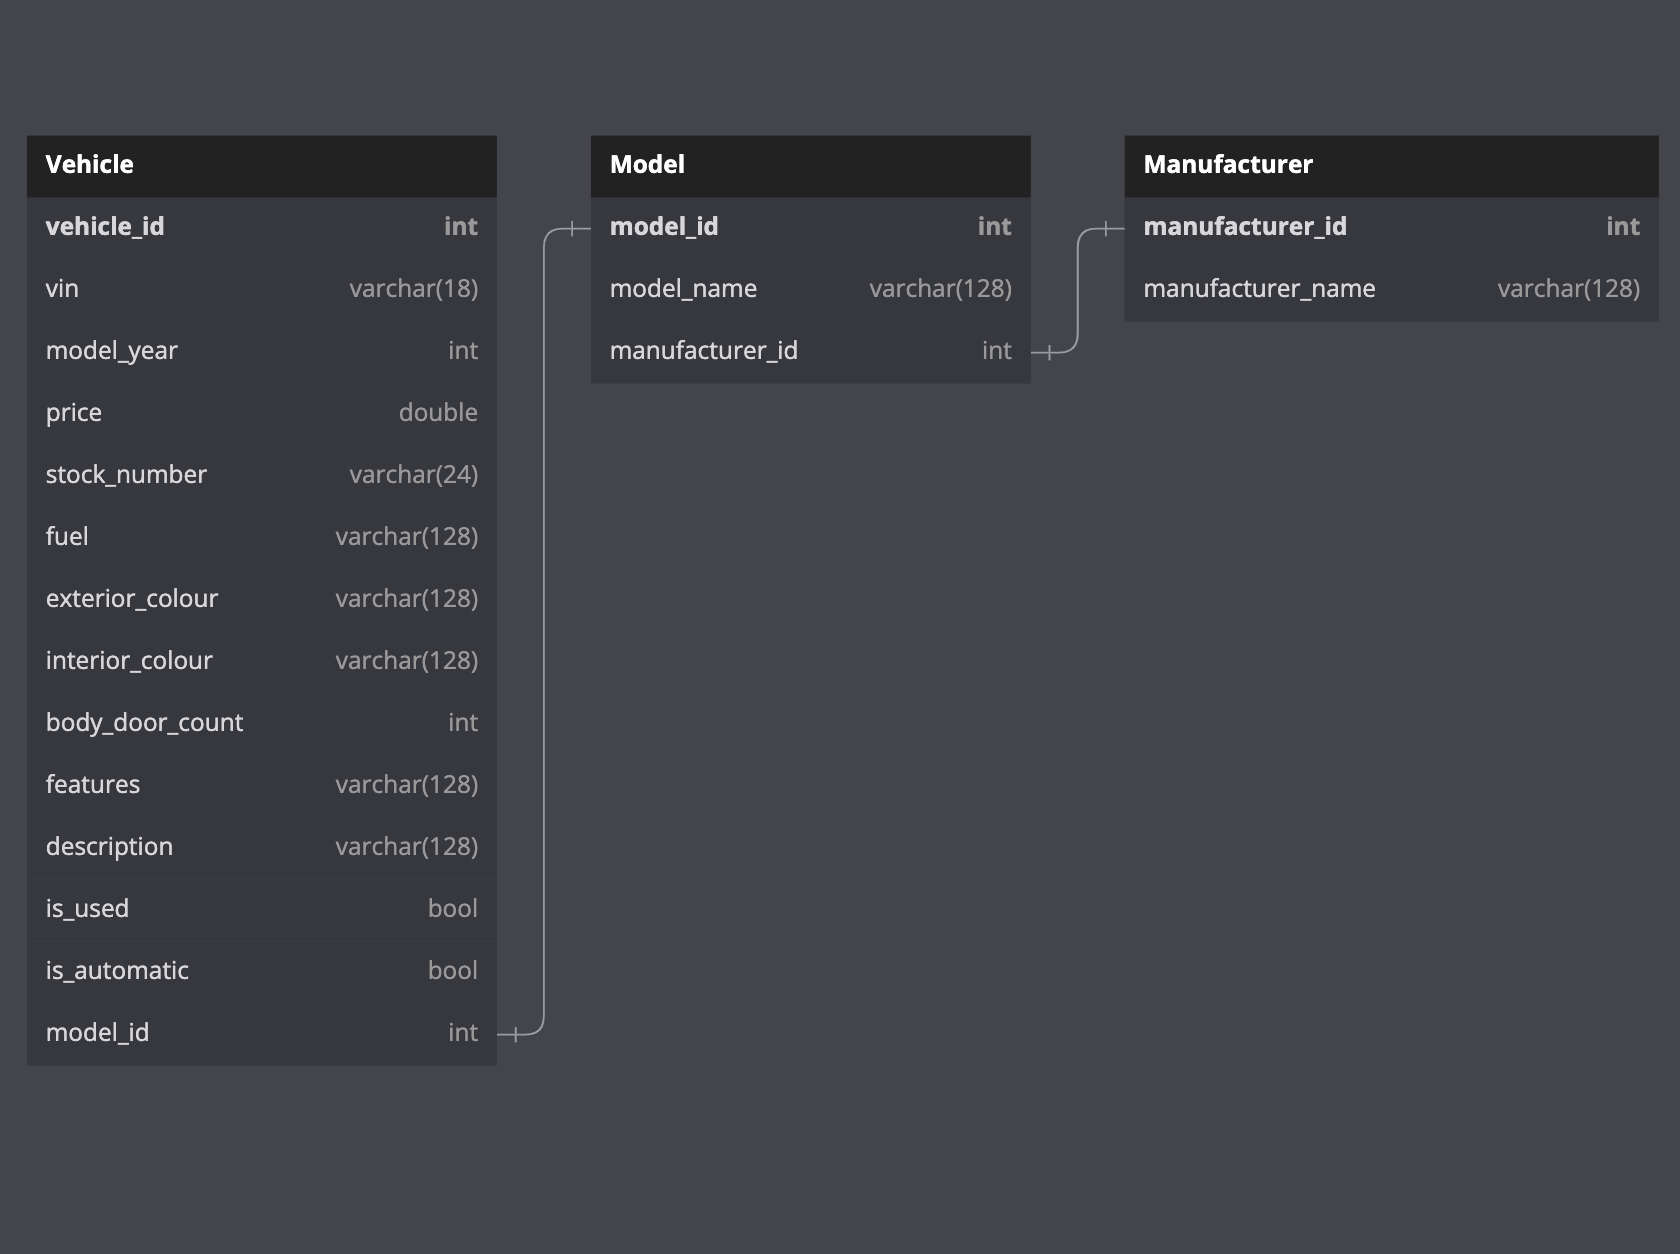 Vehicle
vehicle_id int
vin varchar(18)
model_year int
price double
stock_number varchar(24)
fuel varchar(128)
exterior_colour varchar(128)
interior_colour varchar(128)
body_door_count int
features varchar(128)
description varchar(128)
is_used bool
is_automatic bool
model_id int
Model
model_id int
model_name varchar(128)
manufacturer_id int
Manufacturer
manufacturer_id int
manufacturer_name varchar(128)